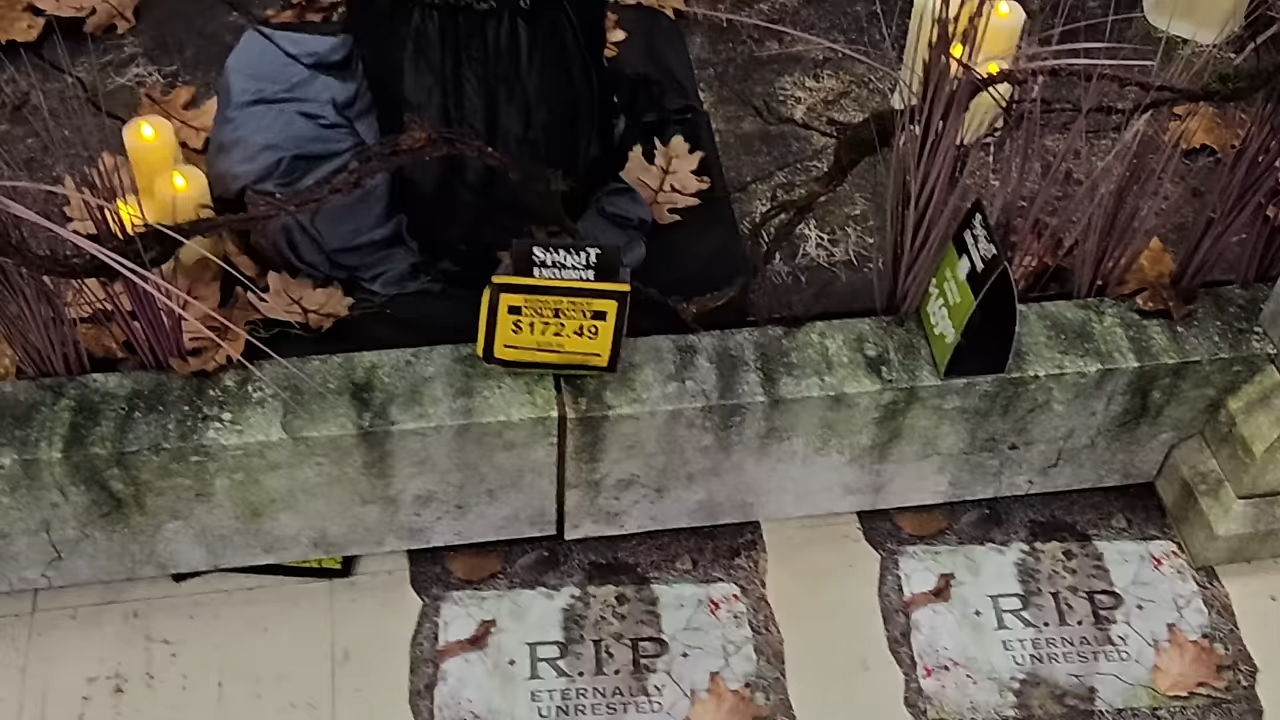 SPIRIT
EXCLUSIVE
NOW ONLY
$172.49
R.I.P
ETERNALLY
UNRESTED
R.I.P
ETERNALLY
UNRESTED